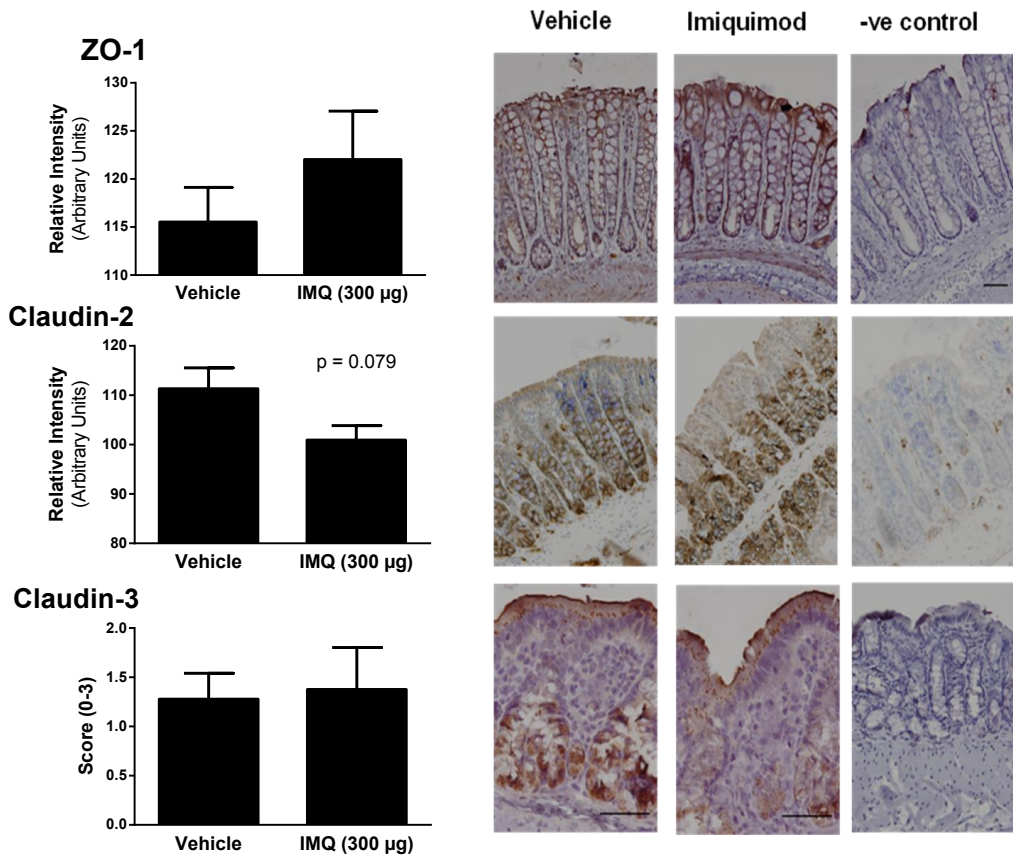 Vehicle Imiquimod -ve control
ZO-1
Relative Intensity
(Arbitrary Units)
130
125
120
115
110
Vehicle IMQ (300 µg)
Claudin-2
Relative Intensity
(Arbitrary Units)
120
110
100
90
80
p = 0.079
Vehicle IMQ (300 µg)
Claudin-3
Score (0-3)
2.0
1.5
1.0
0.5
0.0
Vehicle IMQ (300 µg)